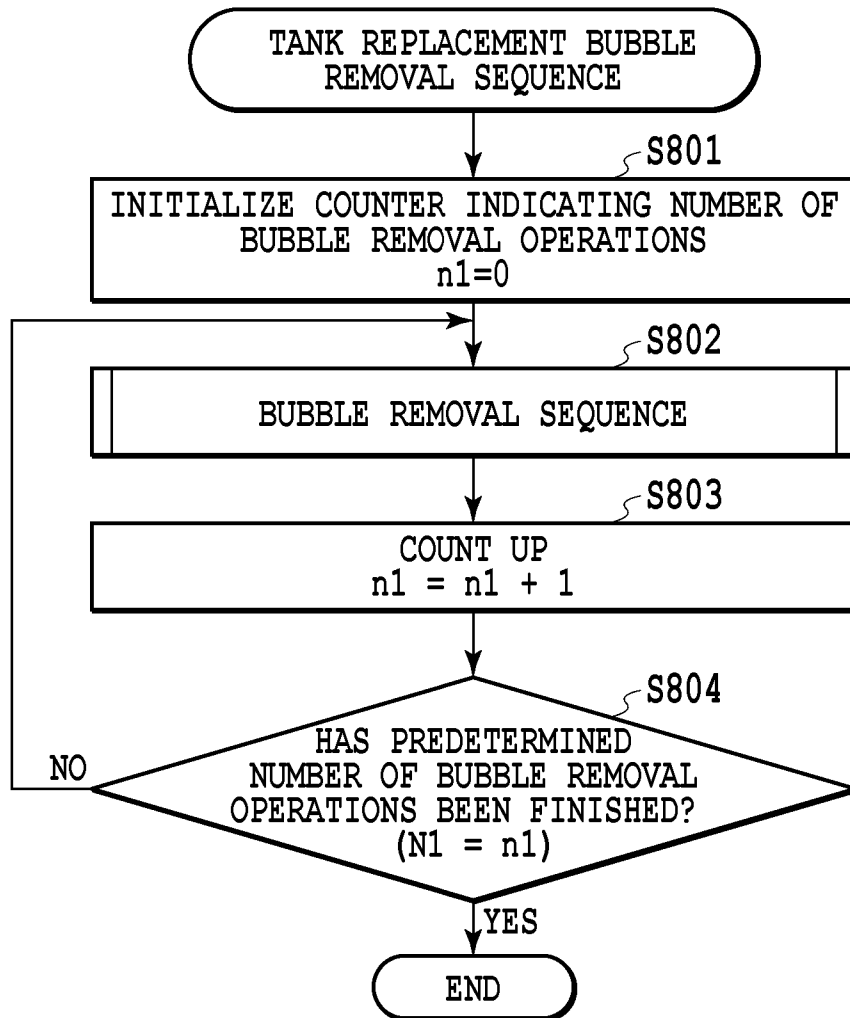 TANK REPLACEMENT BUBBLE
REMOVAL SEQUENCE
S801
INITIALIZE COUNTER INDICATING NUMBER OF
BUBBLE REMOVAL OPERATIONS
n1=0
S802
BUBBLE REMOVAL SEQUENCE
S803
COUNT UP
n1 = n1 + 1
S804
HAS PREDETERMINED
NUMBER OF BUBBLE REMOVAL
OPERATIONS BEEN FINISHED?
(N1 = n1)
NO
YES
END